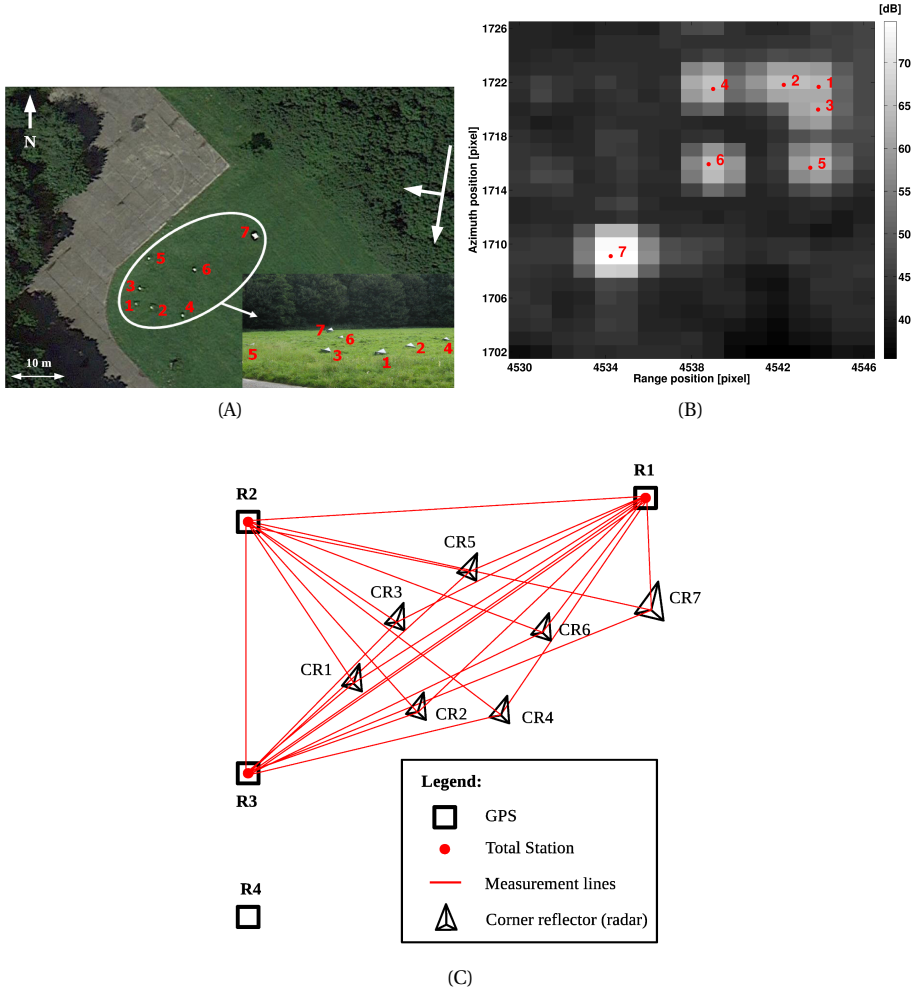 N
7
5
6
3
1
2
4
10 m
7
6
5
3
1
2
4
(A)
[dB]
1726
1722
1718
1714
1710
1706
1702
Azimuth position [pixel]
4
2
1
3
6
5
7
4530
4534
4538
4542
4546
Range position [pixel]
70
65
60
55
50
45
40
(B)
R1
R2
CR5
CR3
CR7
CR6
CR1
CR2
CR4
R3
Legend:
GPS
Total Station
Measurement lines
Corner reflector (radar)
R4
(C)